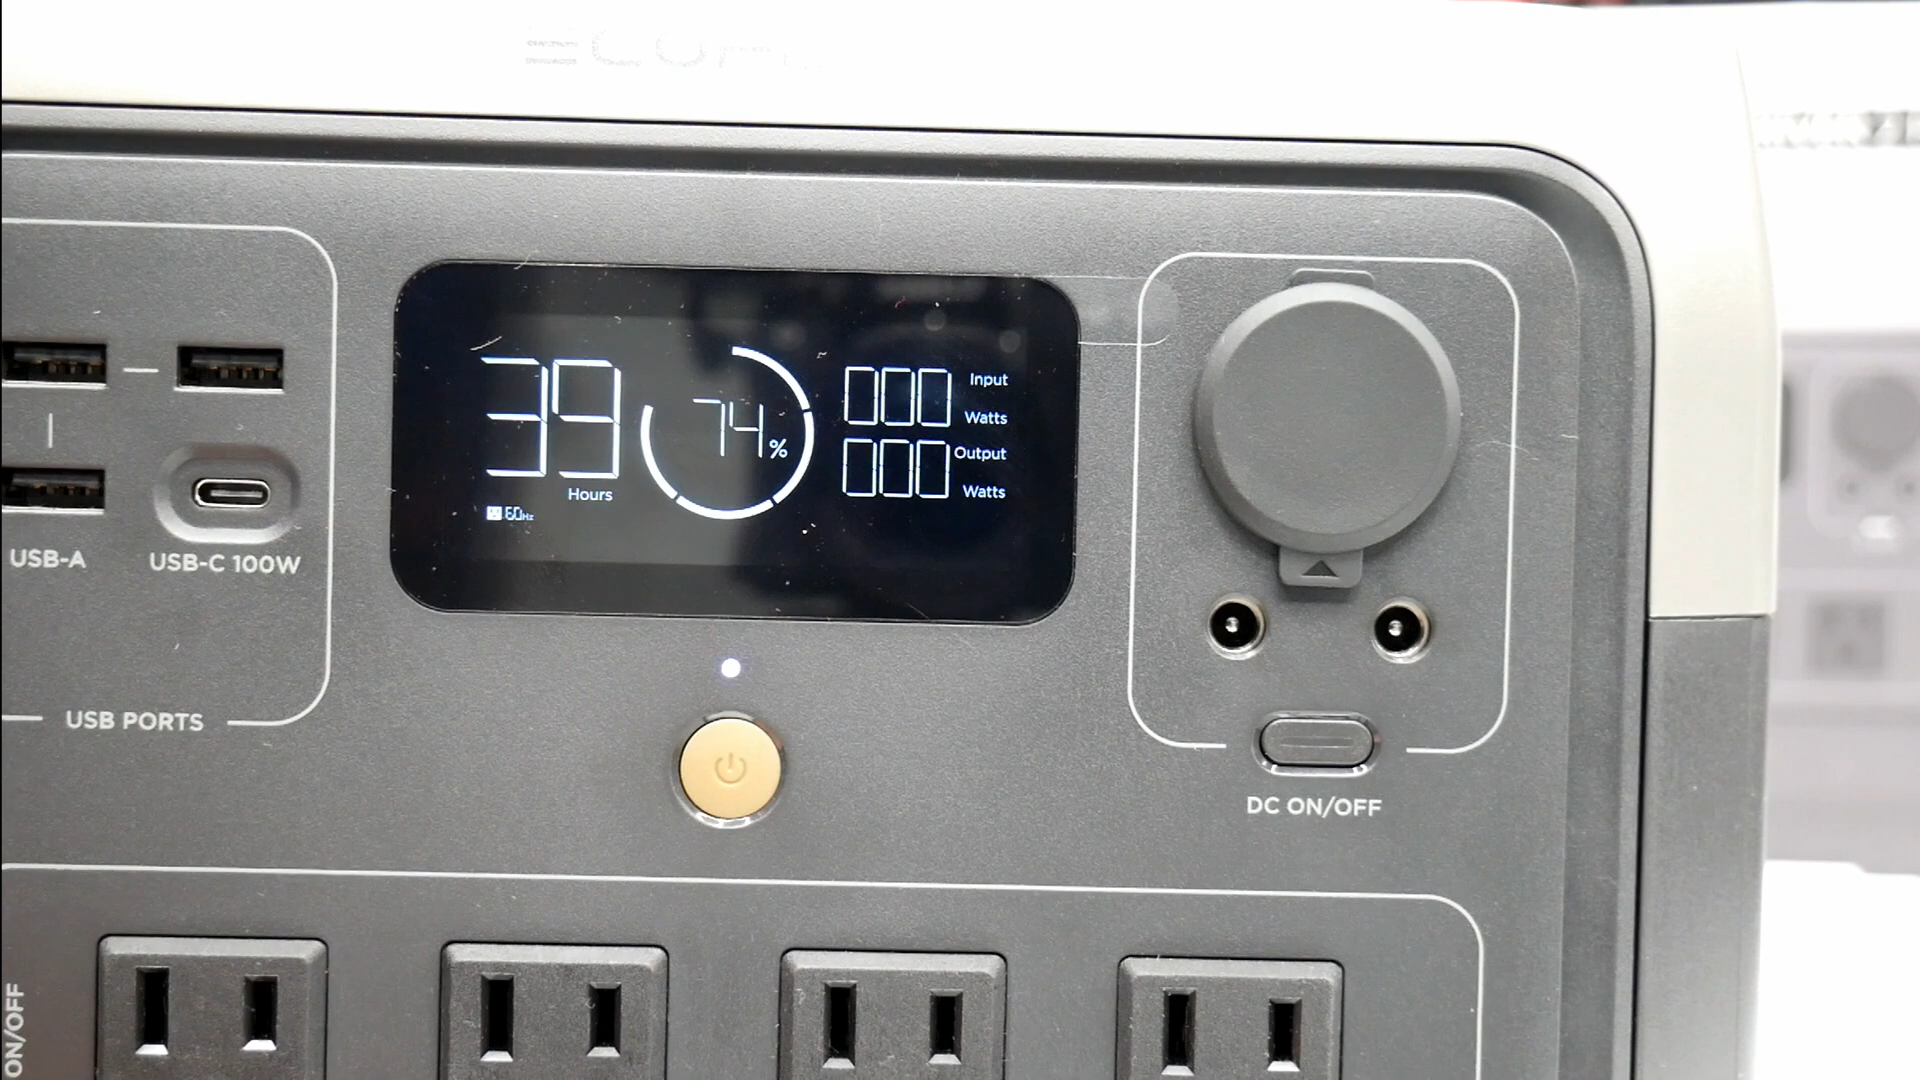 39
Hours
60Hz
74%
000 Input
Watts
000 Output
Watts
USB-A
USB-C 100W
USB PORTS
DC ON/OFF
ON/OFF